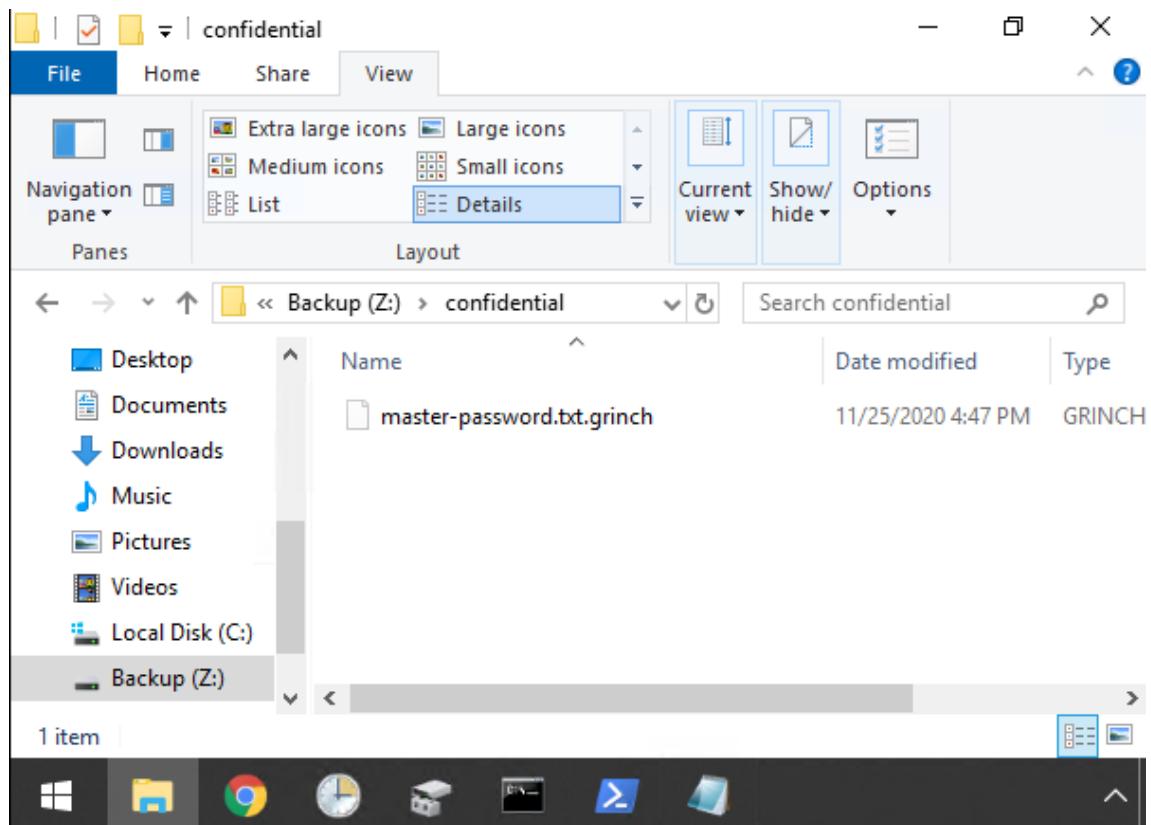 confidential
File Home Share View
Extra large icons Large icons
Medium icons Small icons
List Details
Navigation pane
Current view
Show/ hide
Options
Panes
Layout
« Backup (Z:) › confidential
Search confidential
Name Date modified Type
master-password.txt.grinch 11/25/2020 4:47 PM GRINCH
Desktop
Documents
Downloads
Music
Pictures
Videos
Local Disk (C:)
Backup (Z:)
1 item